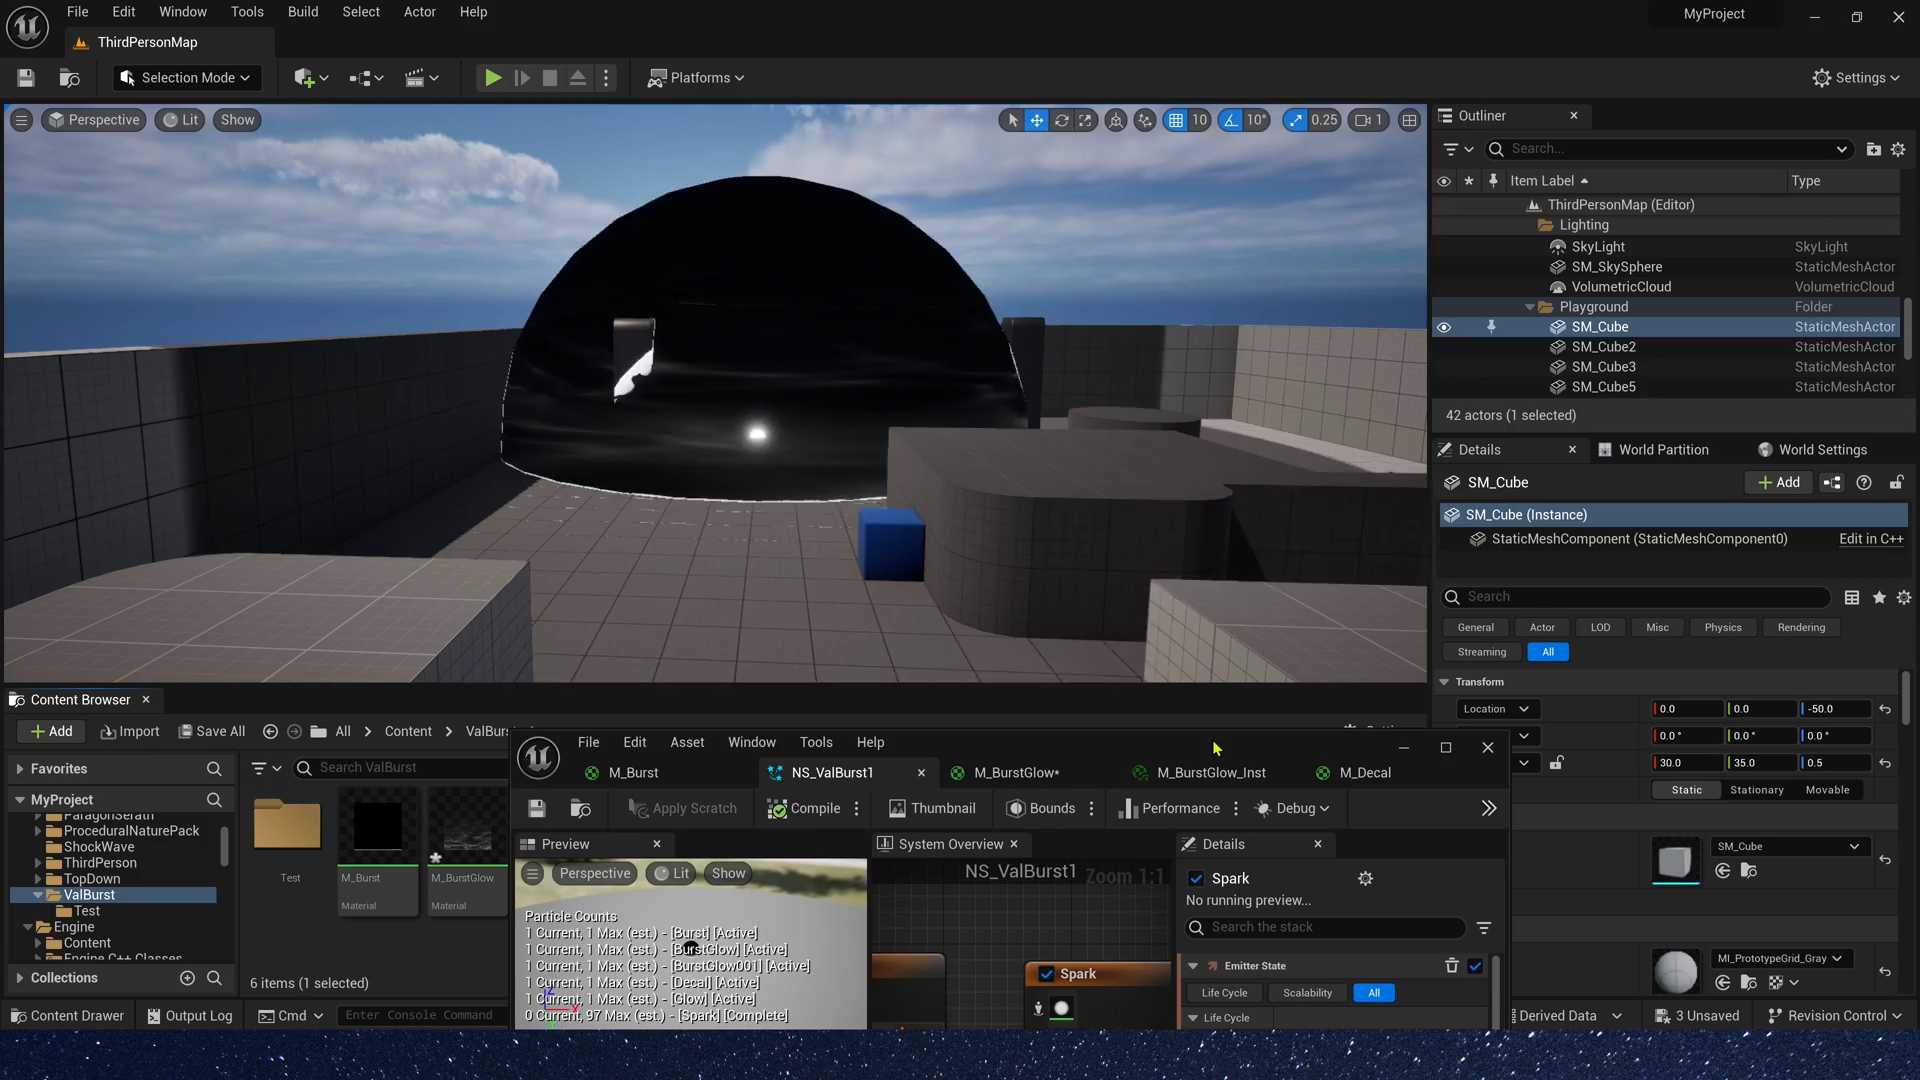 File Edit Window Tools Build Select Actor Help
MyProject
ThirdPersonMap
Selection Mode
Platforms
Settings
Perspective Lit Show
10 10° 0.25 1
Outliner
Search...
Item Label Type
ThirdPersonMap (Editor)
Lighting
SkyLight SkyLight
SM_SkySphere StaticMeshActor
VolumetricCloud VolumetricCloud
Playground Folder
SM_Cube StaticMeshActor
SM_Cube2 StaticMeshActor
SM_Cube3 StaticMeshActor
SM_Cube5 StaticMeshActor
42 actors (1 selected)
Details World Partition World Settings
SM_Cube
Add
SM_Cube (Instance)
StaticMeshComponent (StaticMeshComponent0) Edit in C++
Search
General Actor LOD Misc Physics Rendering
Streaming All
Transform
Location 0.0 0.0 -50.0
0.0 ° 0.0 ° 0.0 °
30.0 35.0 0.5
Static Stationary Movable
SM_Cube
MI_PrototypeGrid_Gray
Content Browser
Add Import Save All All Content
Favorites
Search ValBurst
MyProject
ProceduralNaturePack
ShockWave
ThirdPerson
TopDown
ValBurst
Test
Engine
Content
Collections
Test
M_Burst
Material
M_BurstGlow
Material
6 items (1 selected)
File Edit Asset Window Tools Help
M_Burst NS_ValBurst1 M_BurstGlow* M_BurstGlow_Inst M_Decal
Apply Scratch Compile Thumbnail Bounds Performance Debug
Preview System Overview Details
Perspective Lit Show
NS_ValBurst1 Zoom 1:1
Particle Counts
1 Current, 1 Max (est.) - [Burst] [Active]
1 Current, 1 Max (est.) - [BurstGlow] [Active]
1 Current, 1 Max (est.) - [BurstGlow001] [Active]
1 Current, 1 Max (est.) - [Decal] [Active]
1 Current, 1 Max (est.) - [Glow] [Active]
0 Current, 97 Max (est.) - [Spark] [Complete]
Spark
Spark
No running preview...
Search the stack
Emitter State
Life Cycle Scalability All
Life Cycle
Content Drawer Output Log Cmd Enter Console Command
Derived Data 3 Unsaved Revision Control